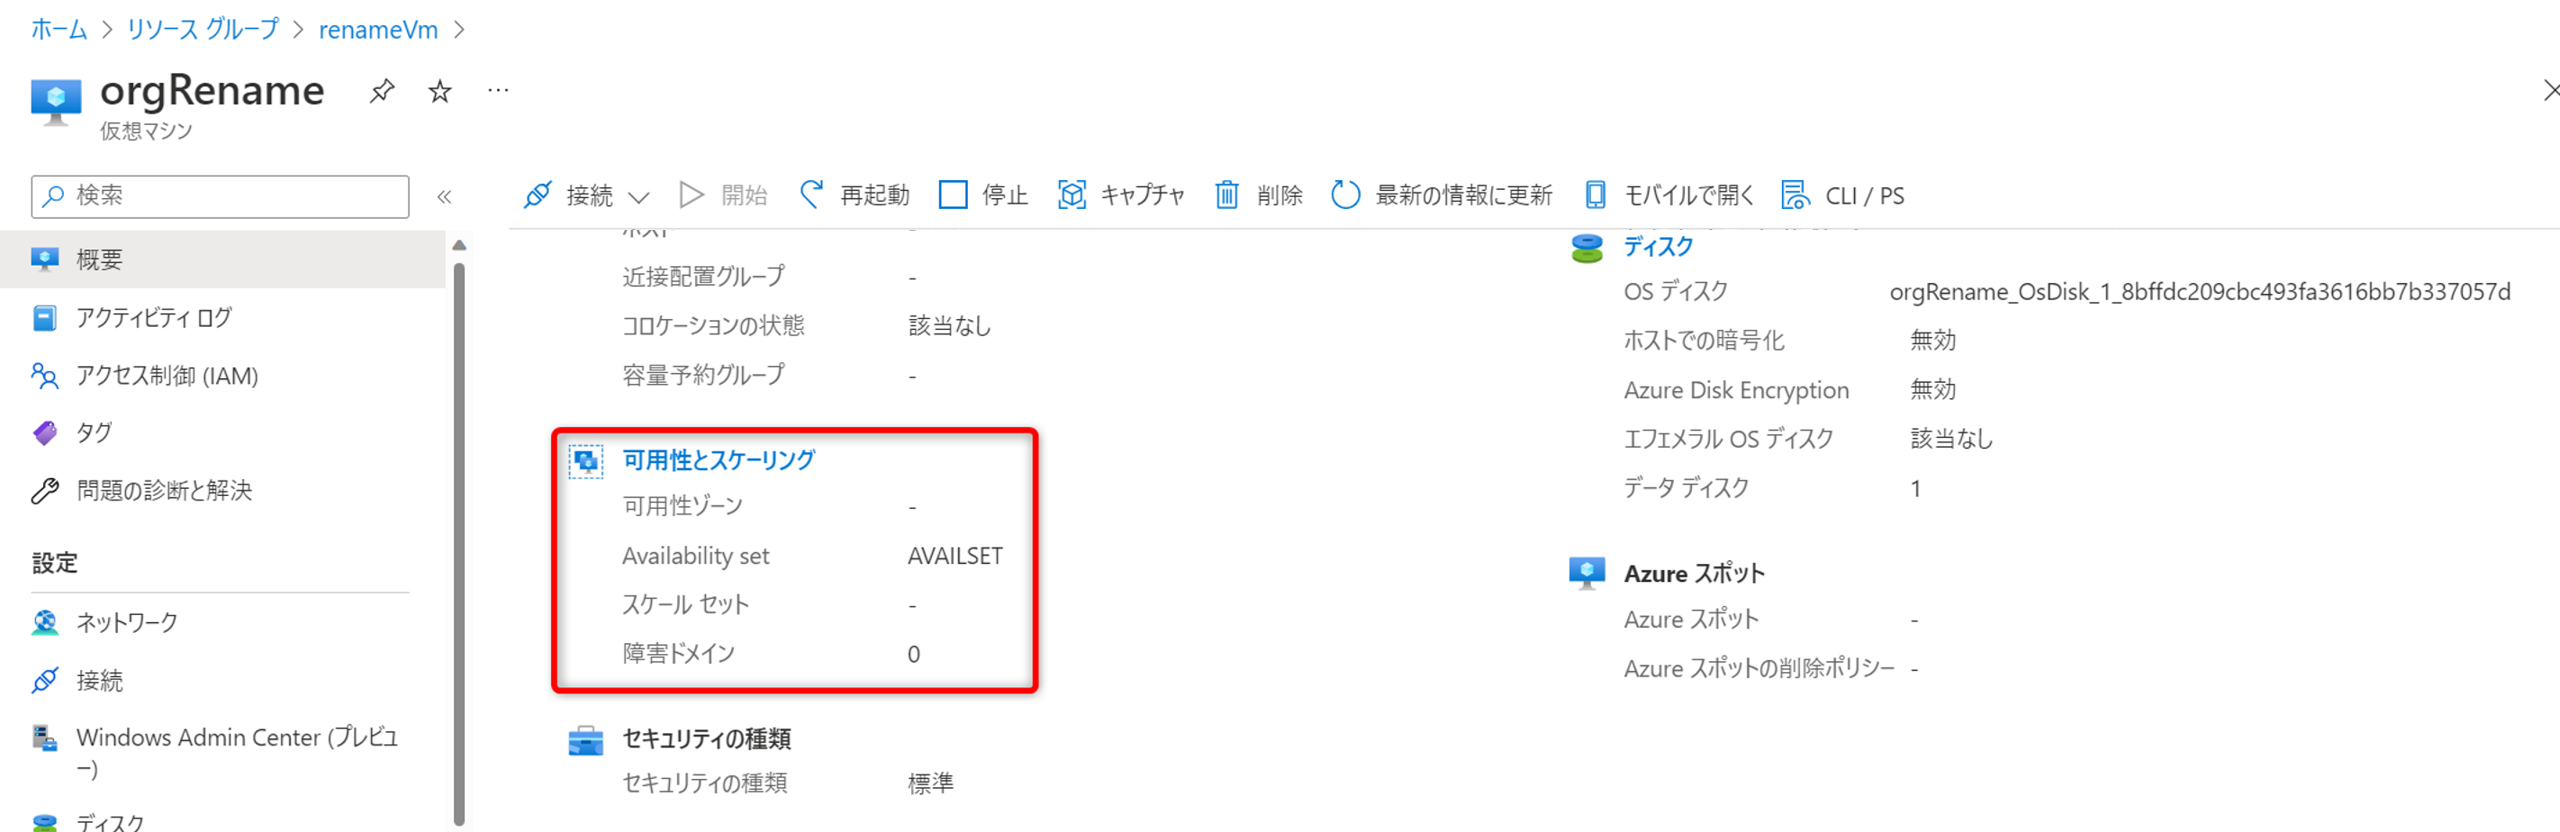 ホーム > リソース グループ > renameVm >
orgRename
仮想マシン
検索
接続 開始 再起動 停止 キャプチャ 削除 最新の情報に更新 モバイルで開く CLI / PS
概要
アクティビティ ログ
アクセス制御 (IAM)
タグ
問題の診断と解決
設定
ネットワーク
接続
Windows Admin Center (プレビュ
ー)
ディスク
ホスト -
近接配置グループ -
コロケーションの状態 該当なし
容量予約グループ -
可用性とスケーリング
可用性ゾーン -
Availability set AVAILSET
スケール セット -
障害ドメイン 0
セキュリティの種類
セキュリティの種類 標準
ディスク
OS ディスク orgRename_OsDisk_1_8bffdc209cbc493fa3616bb7b337057d
ホストでの暗号化 無効
Azure Disk Encryption 無効
エフェメラル OS ディスク 該当なし
データ ディスク 1
Azure スポット
Azure スポット -
Azure スポットの削除ポリシー -